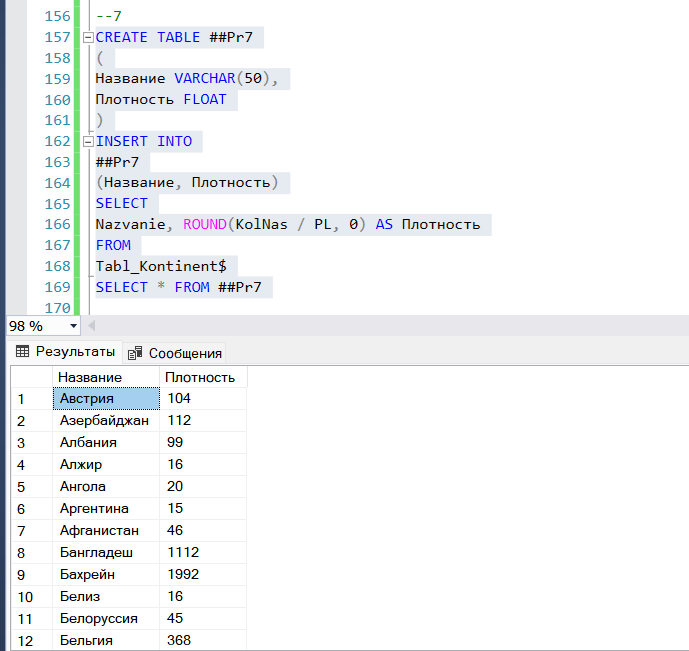 156 --7
157 CREATE TABLE ##Pr7
158 (
159 Название VARCHAR(50),
160 Плотность FLOAT
161 )
162 INSERT INTO
163 ##Pr7
164 (Название, Плотность)
165 SELECT
166 Nazvanie, ROUND(KolNas / PL, 0) AS Плотность
167 FROM
168 Tabl_Kontinent$
169 SELECT * FROM ##Pr7
170
98 %
Результаты Сообщения
Название Плотность
1 Австрия 104
2 Азербайджан 112
3 Албания 99
4 Алжир 16
5 Ангола 20
6 Аргентина 15
7 Афганистан 46
8 Бангладеш 1112
9 Бахрейн 1992
10 Белиз 16
11 Белоруссия 45
12 Бельгия 368